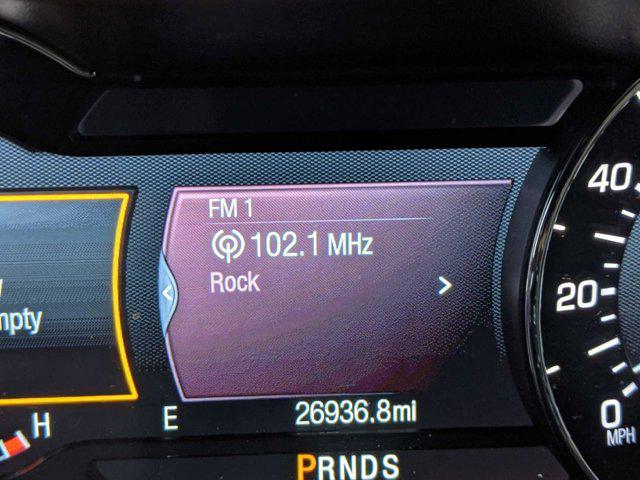 FM 1
102.1 MHz
Rock
mpty
H
E
26936.8mi
PRNDS
40
20
0
MPH